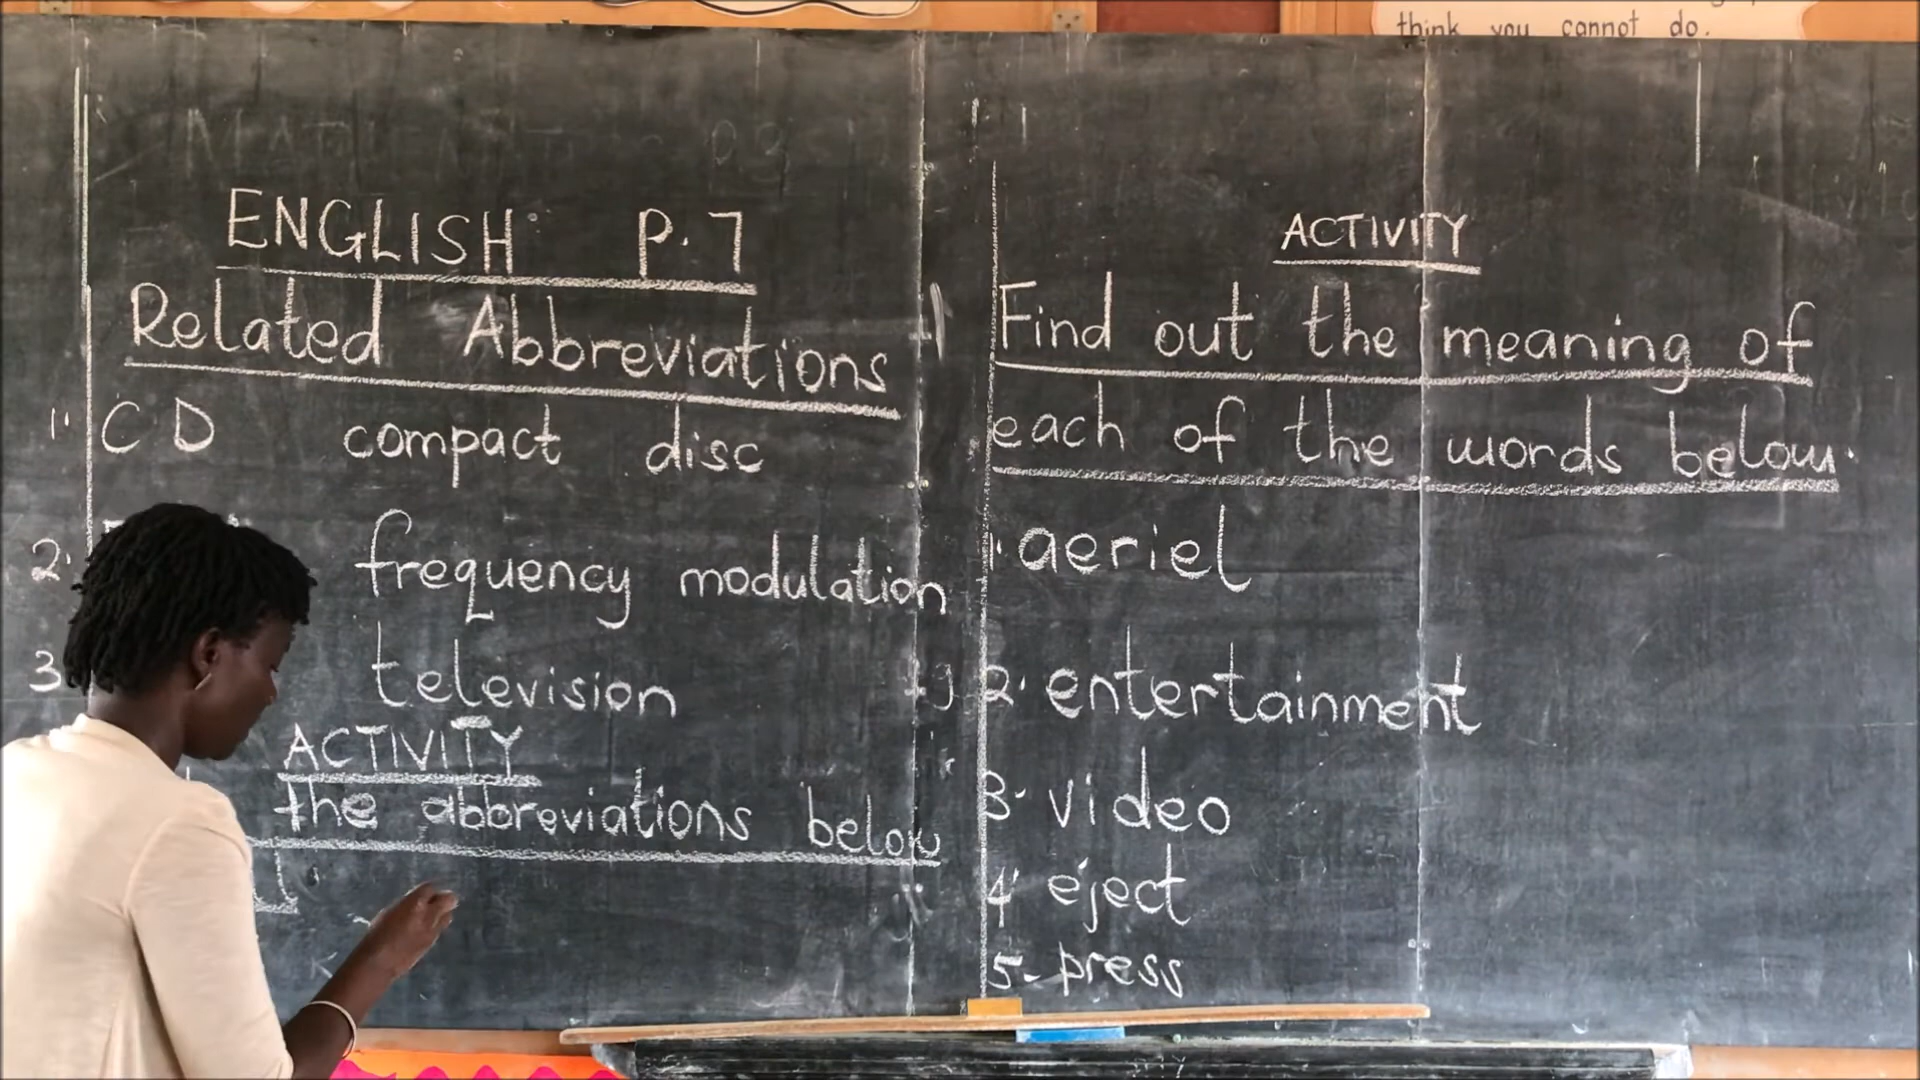 think you cannot do.
ENGLISH P.7
Related Abbreviations
1. CD compact disc
2. frequency modulation
3 television
ACTIVITY
the abbreviations below
ACTIVITY
Find out the meaning of
each of the words below.
1. aeriel
2. entertainment
3. video
4. eject
5. press